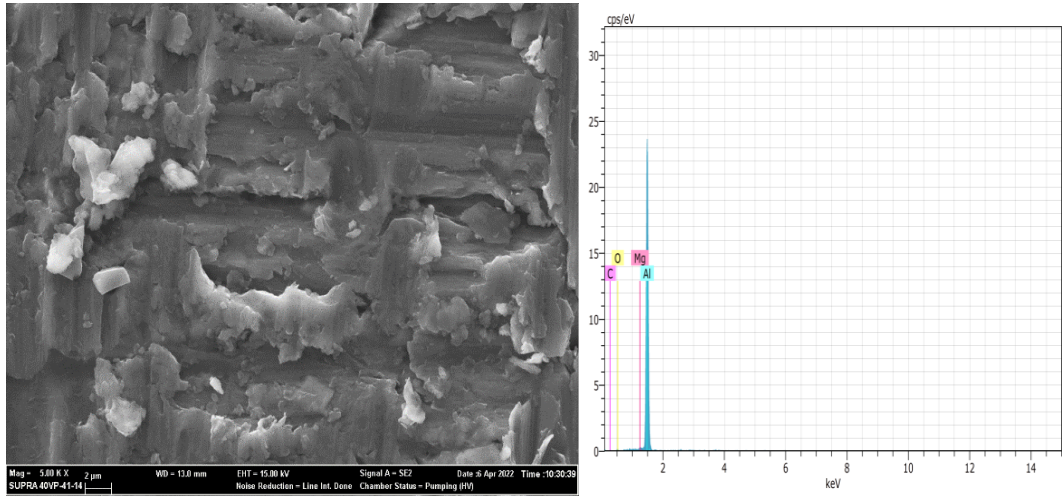 Mag = 5.00 K X
2 µm
WD = 13.0 mm
EHT = 15.00 kV
Signal A = SE2
Date :6 Apr 2022
Time :10:30:39
SUPRA 40VP-41-14
Noise Reduction = Line Int. Done
Chamber Status = Pumping (HV)
cps/eV
30
25
20
15
10
5
0
O
Mg
C
Al
2
4
6
8
10
12
14
keV